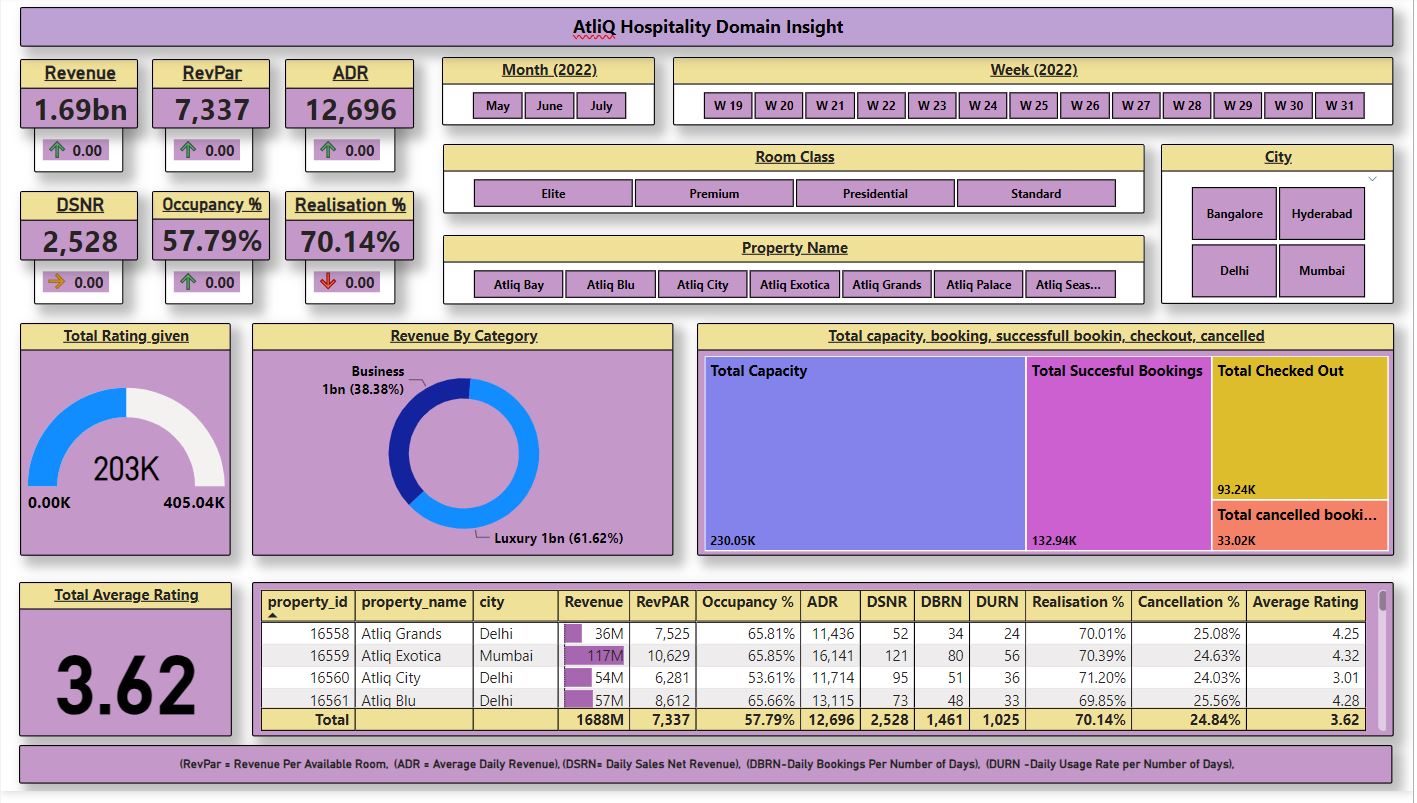 AtliQ Hospitality Domain Insight
Revenue
1.69bn
0.00
RevPar
7,337
0.00
ADR
12,696
0.00
Month (2022)
May June July
Week (2022)
W 19 W 20 W 21 W 22 W 23 W 24 W 25 W 26 W 27 W 28 W 29 W 30 W 31
Room Class
Elite Premium Presidential Standard
City
Bangalore Hyderabad
Delhi Mumbai
DSNR
2,528
0.00
Occupancy %
57.79%
0.00
Realisation %
70.14%
0.00
Property Name
Atliq Bay Atliq Blu Atliq City Atliq Exotica Atliq Grands Atliq Palace Atliq Seas...
Total Rating given
203K
0.00K 405.04K
Revenue By Category
Business
1bn (38.38%)
Luxury 1bn (61.62%)
Total capacity, booking, successfull bookin, checkout, cancelled
Total Capacity
230.05K
Total Succesful Bookings
132.94K
Total Checked Out
93.24K
Total cancelled booki...
33.02K
Total Average Rating
3.62
property_id property_name city Revenue RevPAR Occupancy % ADR DSNR DBRN DURN Realisation % Cancellation % Average Rating
16558 Atliq Grands Delhi 36M 7,525 65.81% 11,436 52 34 24 70.01% 25.08% 4.25
16559 Atliq Exotica Mumbai 117M 10,629 65.85% 16,141 121 80 56 70.39% 24.63% 4.32
16560 Atliq City Delhi 54M 6,281 53.61% 11,714 95 51 36 71.20% 24.03% 3.01
16561 Atliq Blu Delhi 57M 8,612 65.66% 13,115 73 48 33 69.85% 25.56% 4.28
Total 1688M 7,337 57.79% 12,696 2,528 1,461 1,025 70.14% 24.84% 3.62
(RevPar = Revenue Per Available Room, (ADR = Average Daily Revenue), (DSRN= Daily Sales Net Revenue), (DBRN-Daily Bookings Per Number of Days), (DURN -Daily Usage Rate per Number of Days),